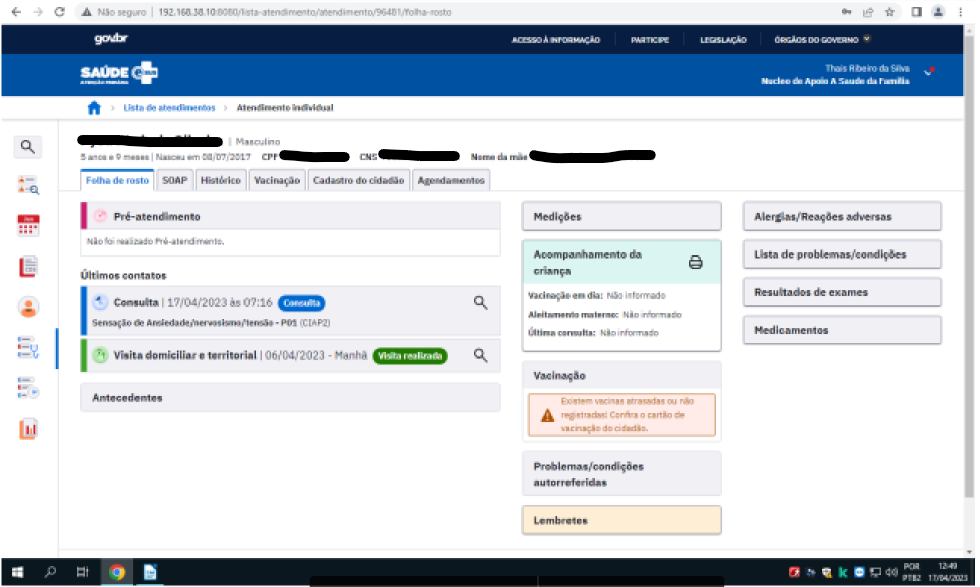 Não seguro | 192.168.38.10:8080/lista-atendimento/atendimento/96481/folha-rosto
govbr
ACESSO À INFORMAÇÃO PARTICIPE LEGISLAÇÃO ÓRGÃOS DO GOVERNO
SAÚDE
ATENÇÃO PRIMÁRIA
Thais Ribeiro da Silva
Nucleo de Apoio A Saude da Familia
Lista de atendimentos > Atendimento individual
| Masculino
5 anos e 9 meses | Nasceu em 08/07/2017 CPF CNS Nome da mãe
Folha de rosto SOAP Histórico Vacinação Cadastro do cidadão Agendamentos
Pré-atendimento
Não foi realizado Pré-atendimento.
Últimos contatos
Consulta | 17/04/2023 às 07:16 Consulta
Sensação de Ansiedade/nervosismo/tensão - P01 (CIAP2)
Visita domiciliar e territorial | 06/04/2023 - Manhã Visita realizada
Antecedentes
Medições
Acompanhamento da
criança
Vacinação em dia: Não informado
Aleitamento materno: Não informado
Última consulta: Não informado
Vacinação
Existem vacinas atrasadas ou não
registradas! Confira o cartão de
vacinação do cidadão.
Problemas/condições
autorreferidas
Lembretes
Alergias/Reações adversas
Lista de problemas/condições
Resultados de exames
Medicamentos
POR
PTB2
12:49
17/04/2023